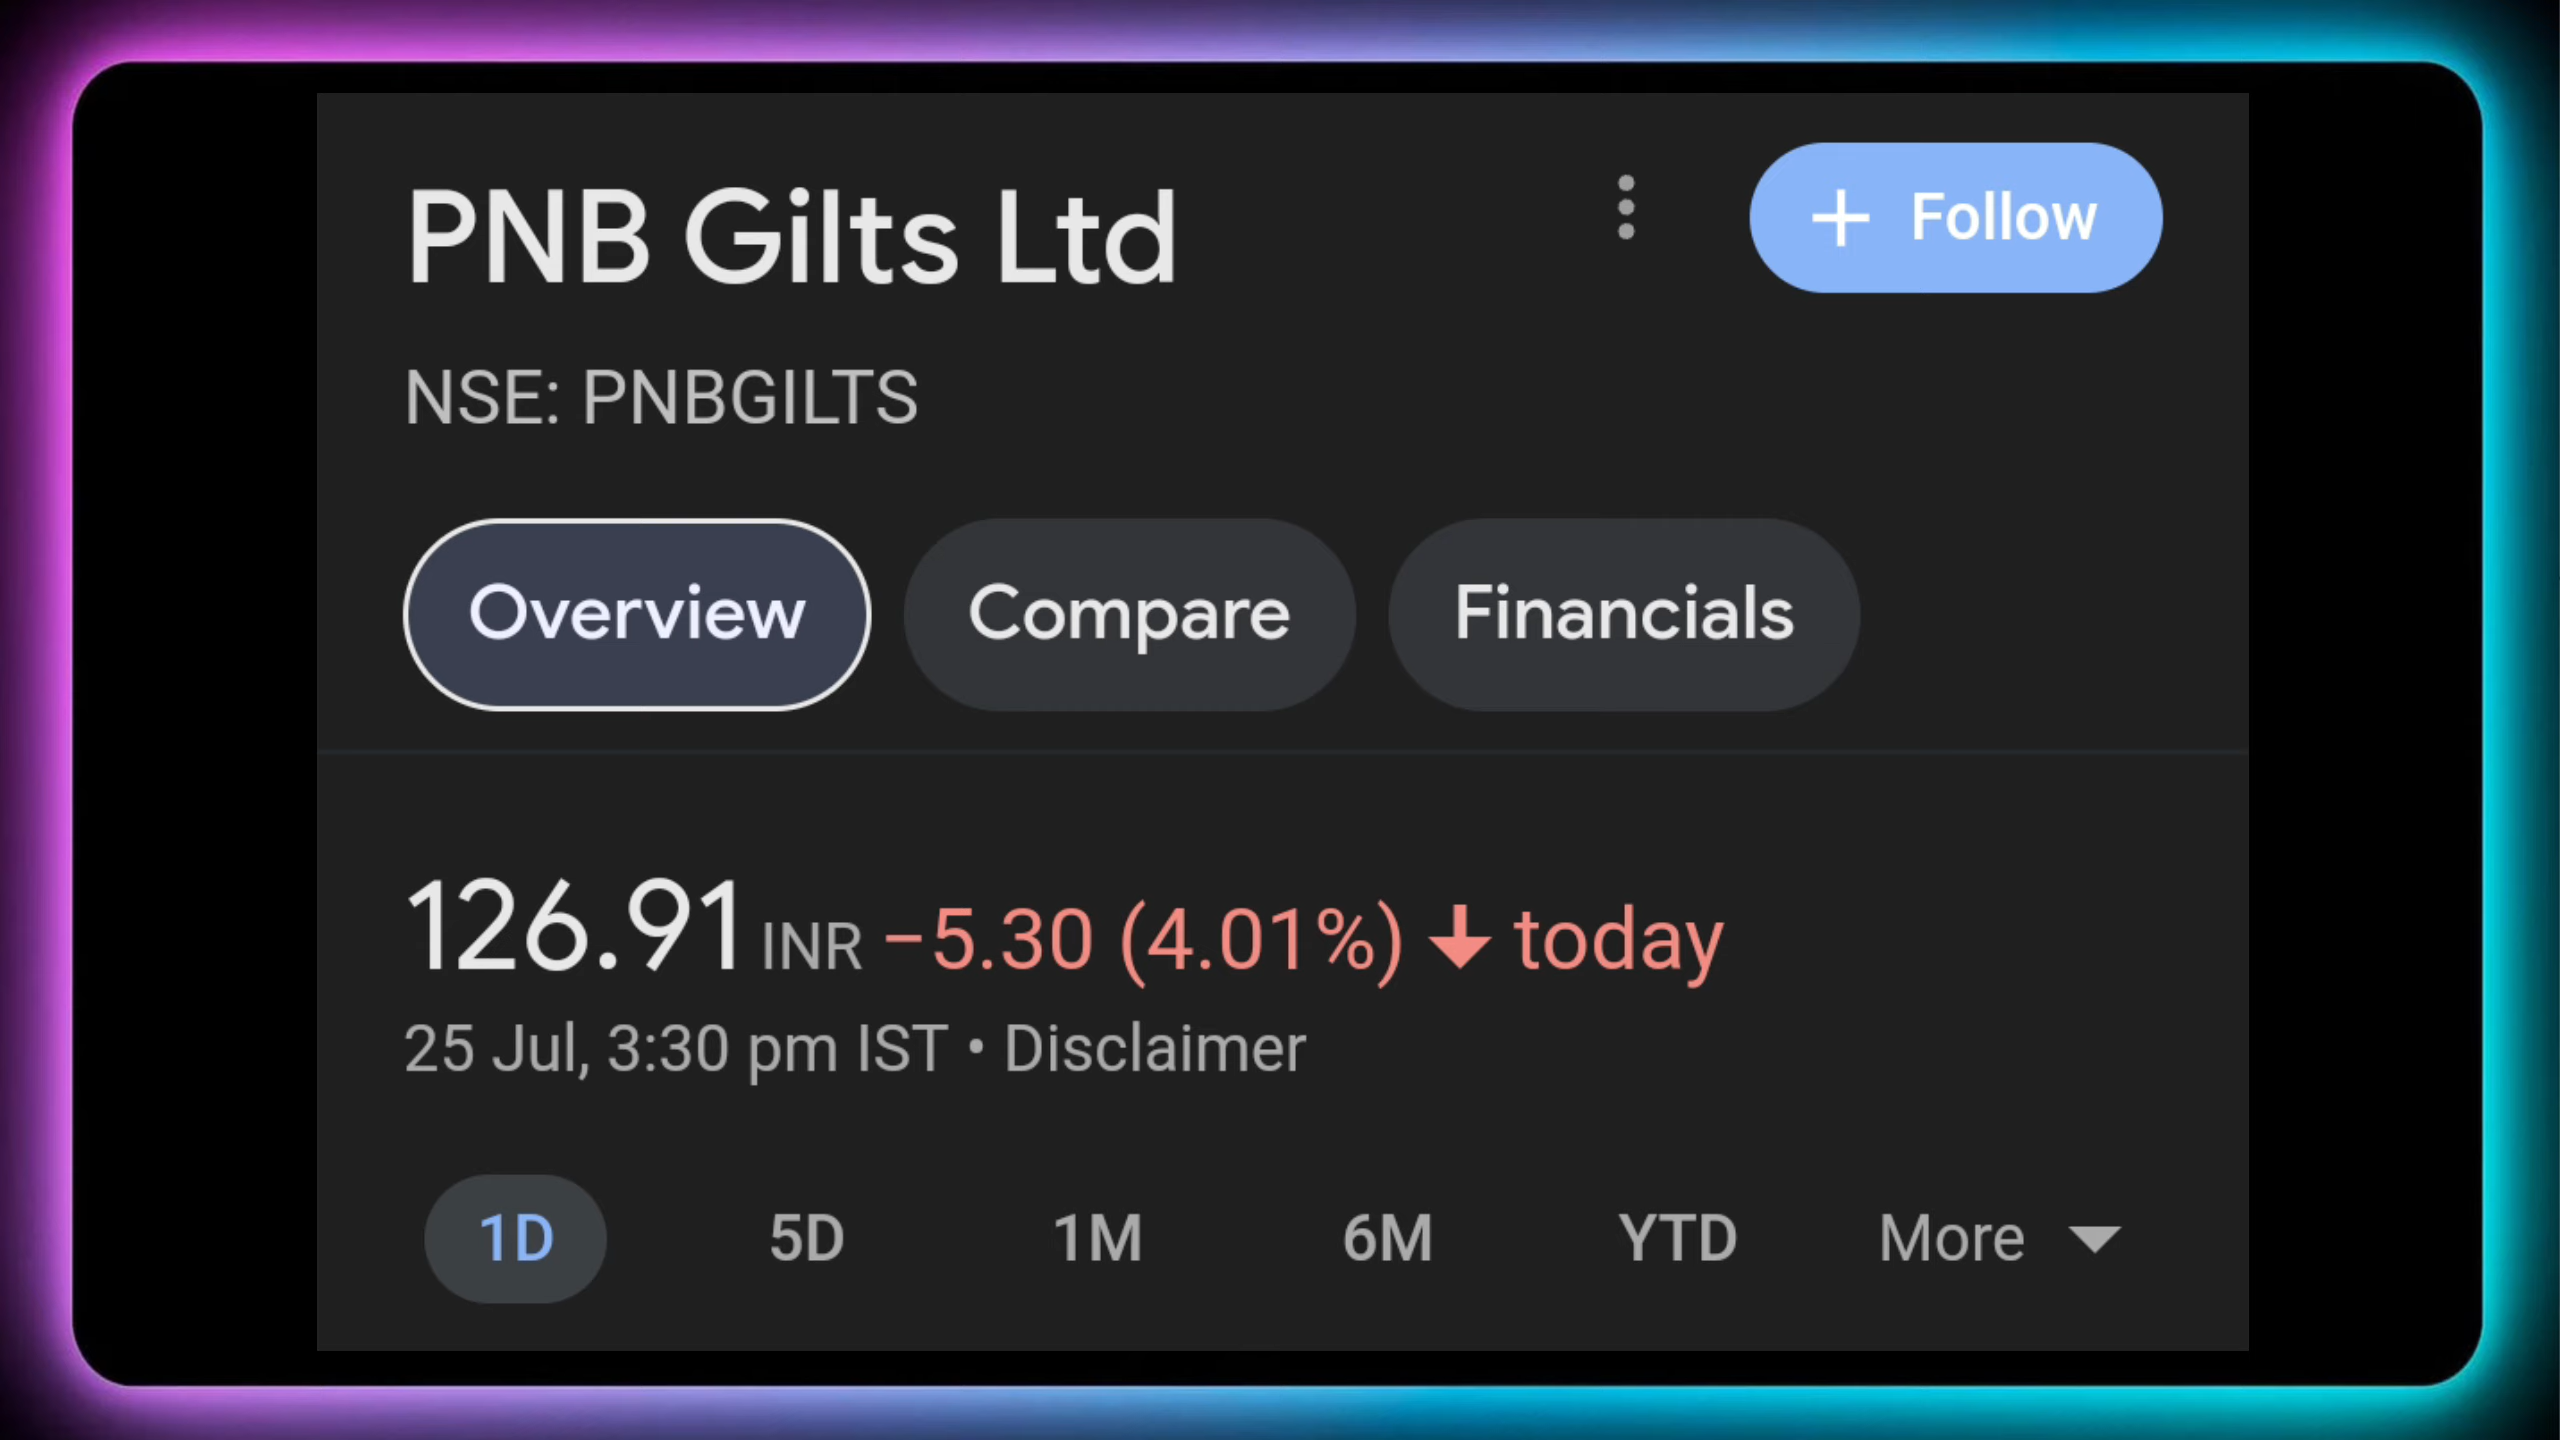 PNB Gilts Ltd
+ Follow
NSE: PNBGILTS
Overview Compare Financials
126.91 INR −5.30 (4.01%) ↓ today
25 Jul, 3:30 pm IST • Disclaimer
1D 5D 1M 6M YTD More